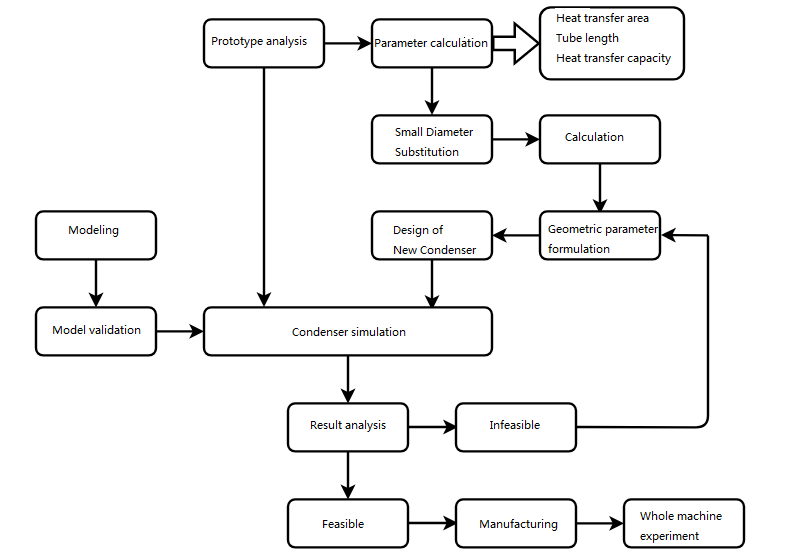 Prototype analysis
Parameter calculation
Heat transfer area
Tube length
Heat transfer capacity
Small Diameter
Substitution
Calculation
Modeling
Design of
New Condenser
Geometric parameter
formulation
Model validation
Condenser simulation
Result analysis
Infeasible
Feasible
Manufacturing
Whole machine
experiment